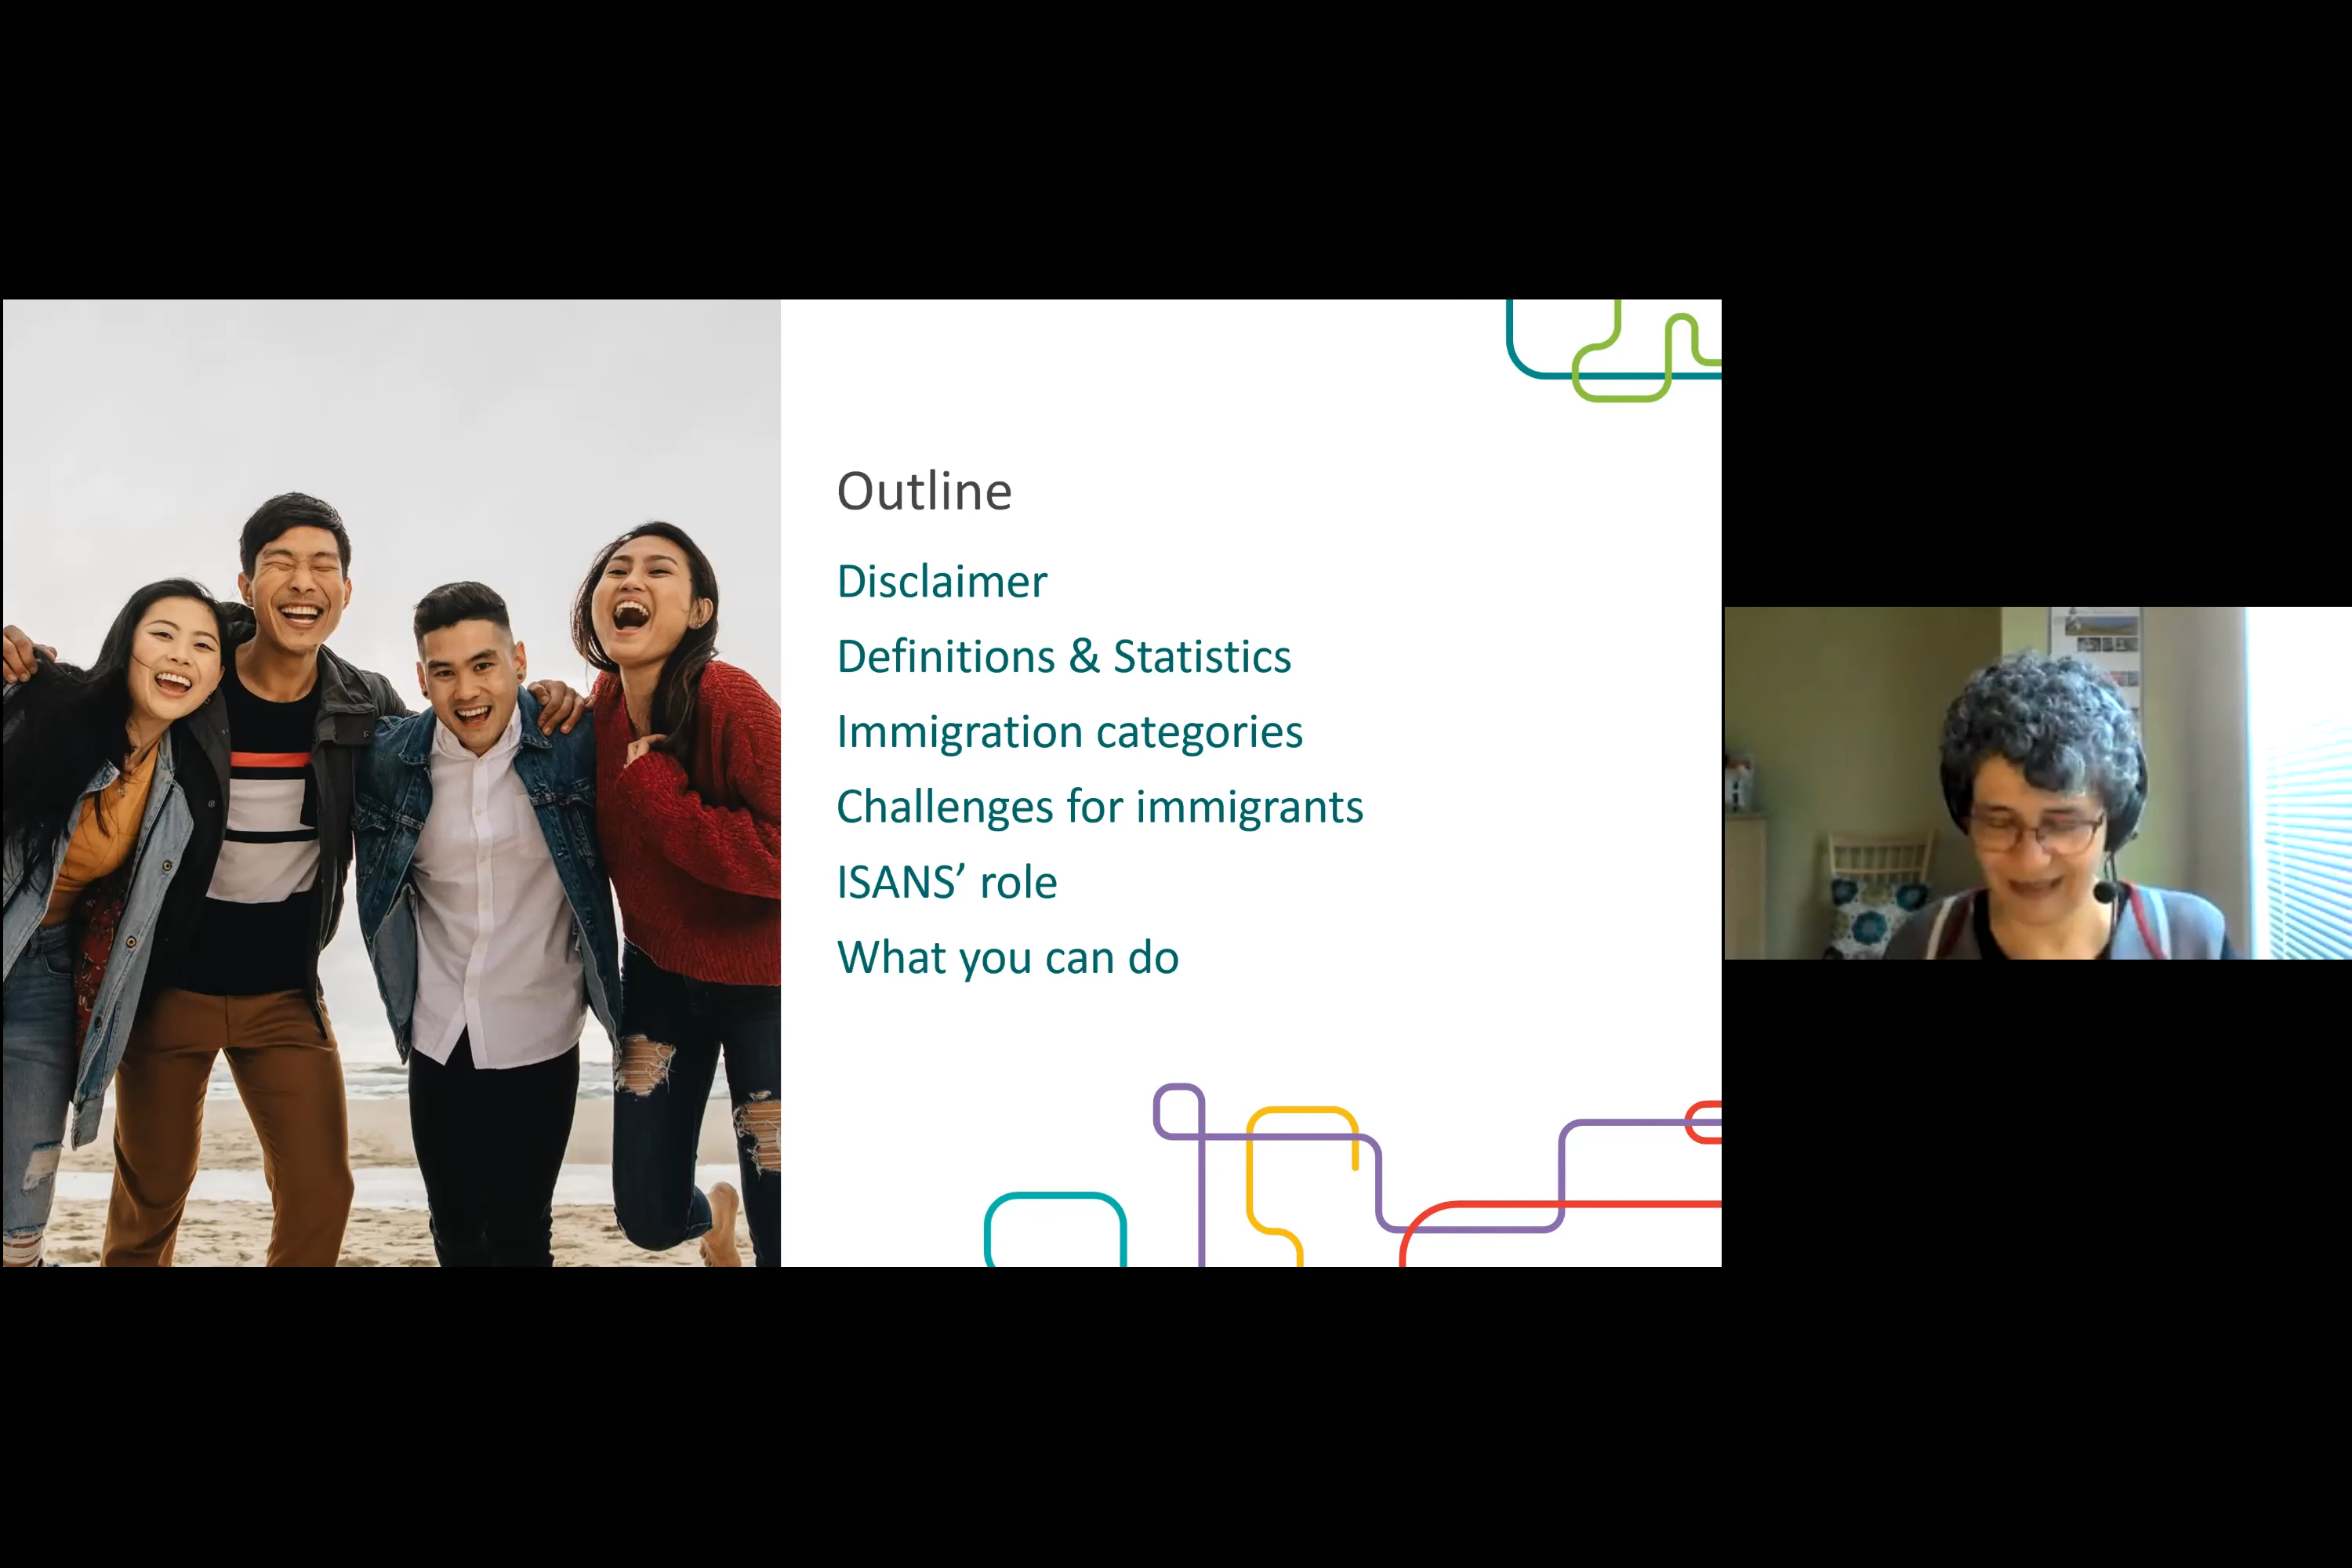 Outline
Disclaimer
Definitions & Statistics
Immigration categories
Challenges for immigrants
ISANS’ role
What you can do